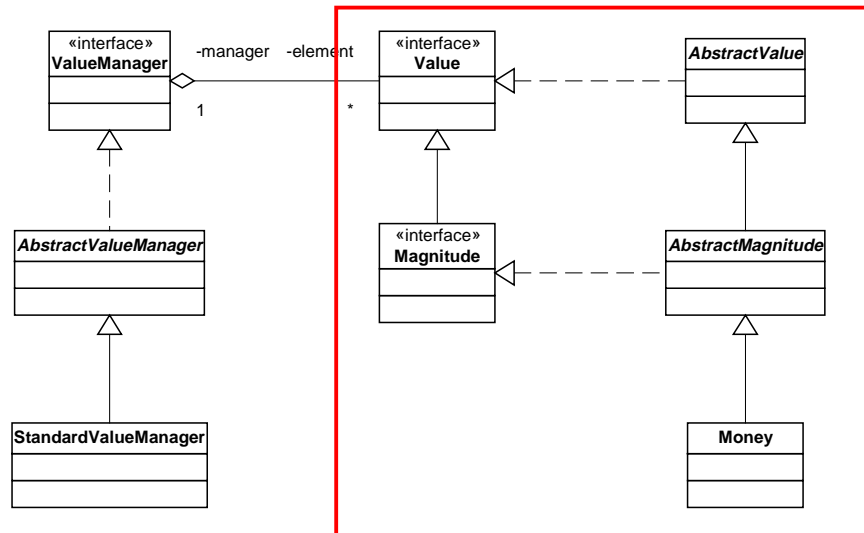 «interface»
ValueManager
-manager
-element
1
*
«interface»
Value
AbstractValue
AbstractValueManager
«interface»
Magnitude
AbstractMagnitude
StandardValueManager
Money